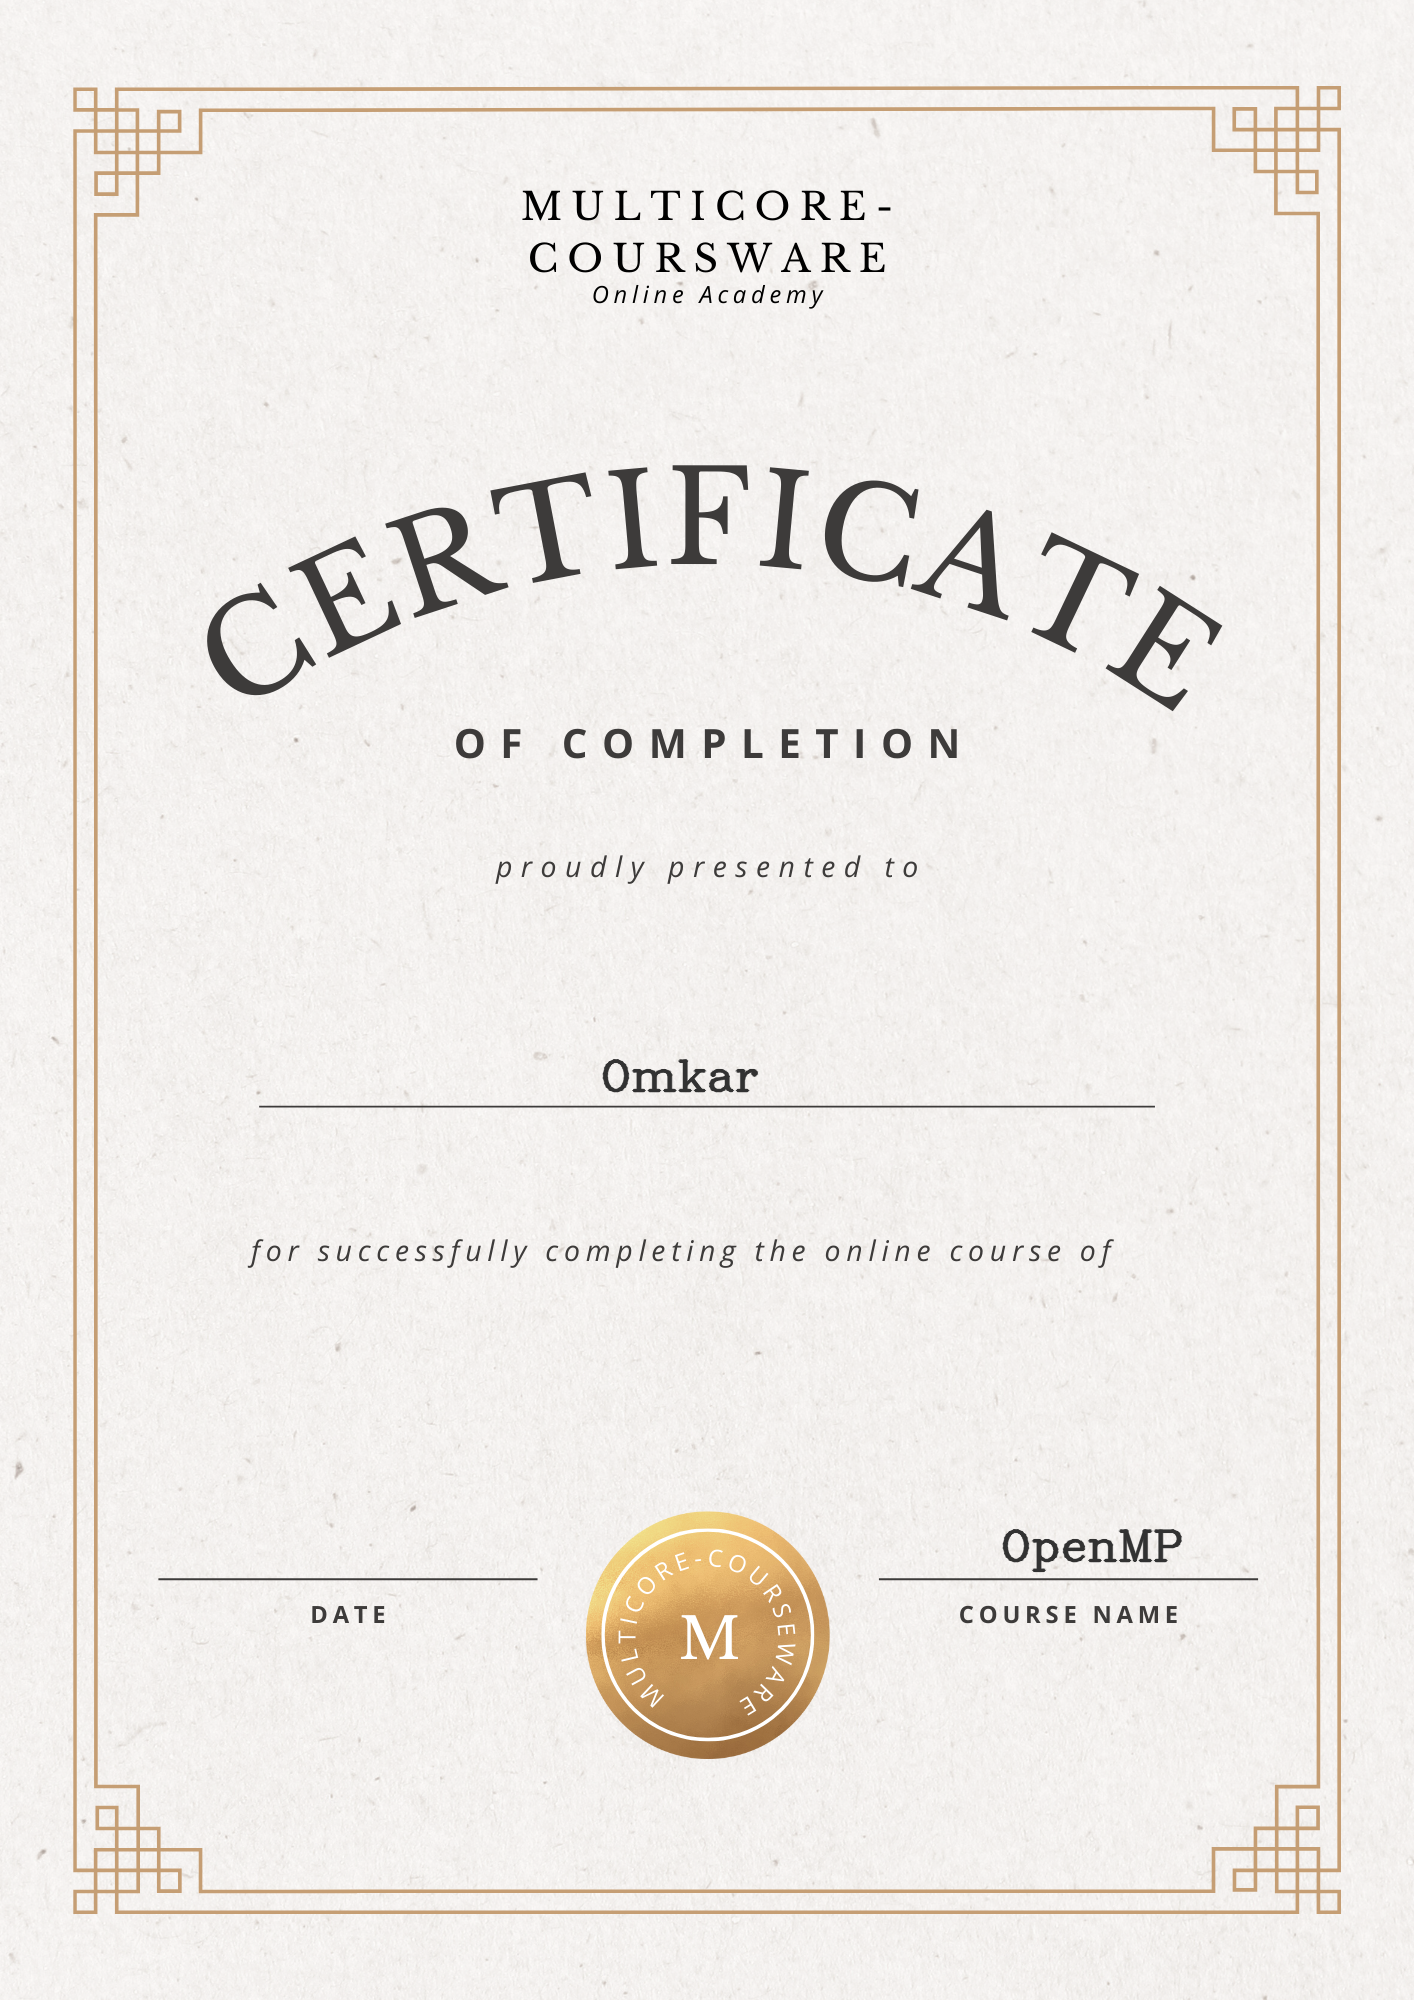 MULTICORE-
COURSWARE
Online Academy
CERTIFICATE
OF COMPLETION
proudly presented to
Omkar
for successfully completing the online course of
OpenMP
DATE
COURSE NAME
MULTICORE-COURSEWARE
M